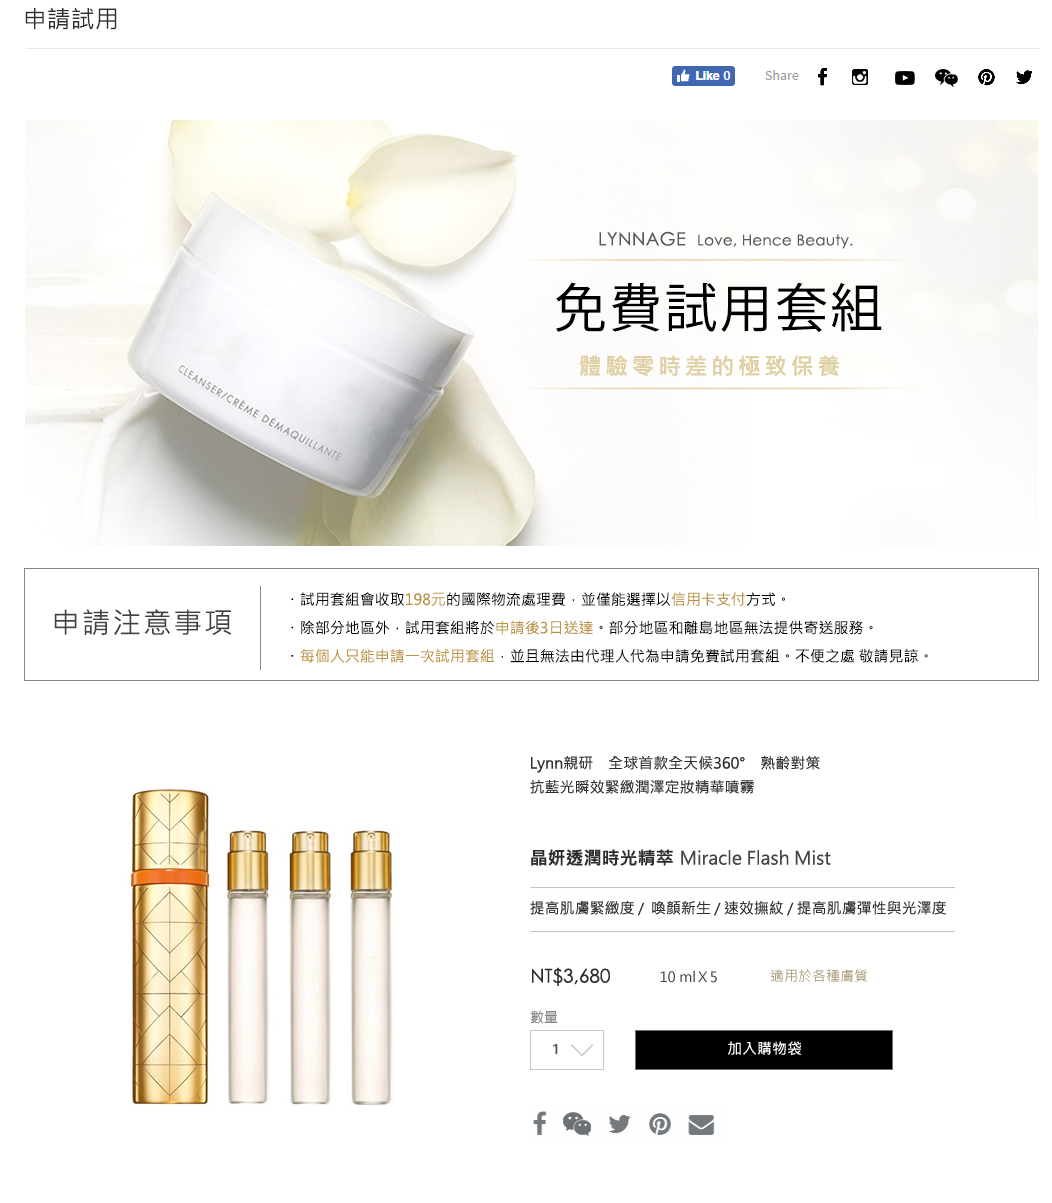 申請試用
Like 0
Share
LYNNAGE Love, Hence Beauty.
免費試用套組
體驗零時差的極致保養
CLEANSER/CRÈME DÉMAQUILLANTE
申請注意事項
· 試用套組會收取198元的國際物流處理費，並僅能選擇以信用卡支付方式。
· 除部分地區外，試用套組將於申請後3日送達。部分地區和離島地區無法提供寄送服務。
· 每個人只能申請一次試用套組，並且無法由代理人代為申請免費試用套組。不便之處 敬請見諒。
Lynn親研 全球首款全天候360° 熟齡對策
抗藍光瞬效緊緻潤澤定妝精華噴霧
晶妍透潤時光精萃 Miracle Flash Mist
提高肌膚緊緻度 / 喚顏新生 / 速效撫紋 / 提高肌膚彈性與光澤度
NT$3,680 10 ml X 5 適用於各種膚質
數量
1
加入購物袋